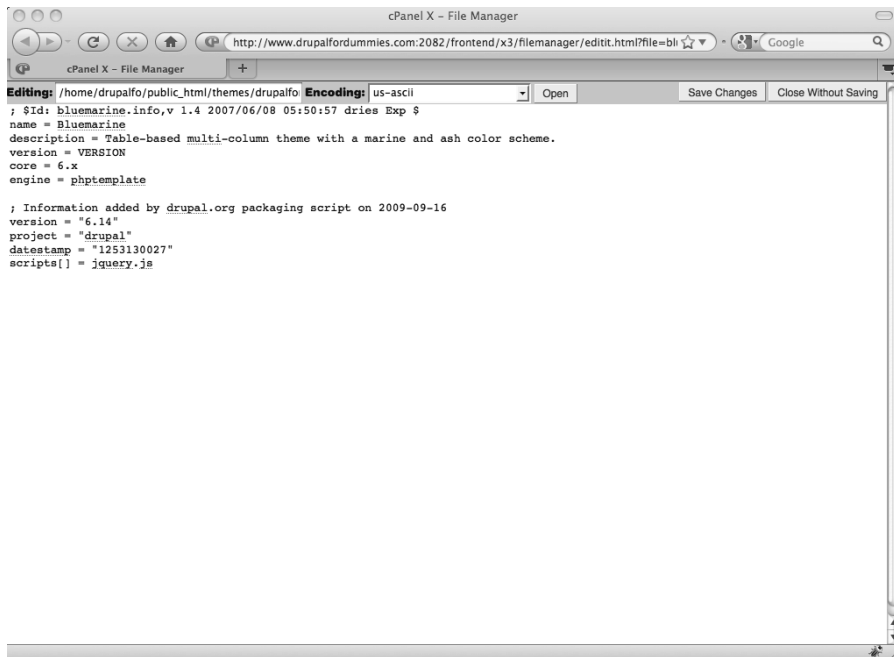 cPanel X – File Manager
http://www.drupalfordummies.com:2082/frontend/x3/filemanager/editit.html?file=blu
Google
cPanel X – File Manager
+
Editing: /home/drupalfo/public_html/themes/drupalfo Encoding: us-ascii Open Save Changes Close Without Saving
; $Id: bluemarine.info,v 1.4 2007/06/08 05:50:57 dries Exp $
name = Bluemarine
description = Table-based multi-column theme with a marine and ash color scheme.
version = VERSION
core = 6.x
engine = phptemplate
; Information added by drupal.org packaging script on 2009-09-16
version = "6.14"
project = "drupal"
datestamp = "1253130027"
scripts[] = jquery.js